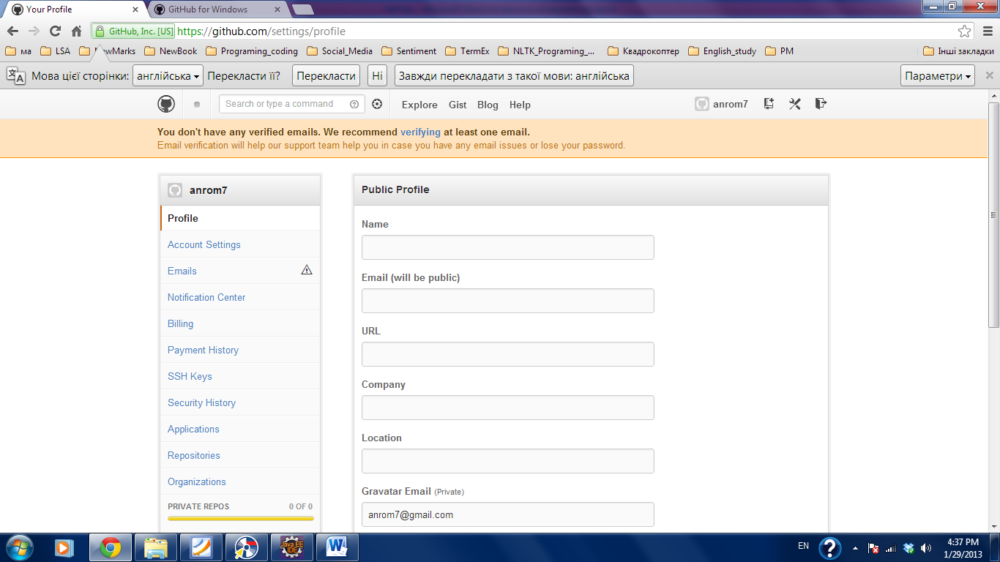 Your Profile
GitHub for Windows
GitHub, Inc. [US] https://github.com/settings/profile
ма LSA NewMarks NewBook Programing_coding Social_Media Sentiment TermEx NLTK_Programing_... Квадрокоптер English_study PM Інші закладки
Мова цієї сторінки: англійська Перекласти її? Перекласти Ні Завжди перекладати з такої мови: англійська Параметри
Search or type a command Explore Gist Blog Help anrom7
You don't have any verified emails. We recommend verifying at least one email.
Email verification will help our support team help you in case you have any email issues or lose your password.
anrom7
Profile
Account Settings
Emails
Notification Center
Billing
Payment History
SSH Keys
Security History
Applications
Repositories
Organizations
PRIVATE REPOS 0 OF 0
Public Profile
Name
Email (will be public)
URL
Company
Location
Gravatar Email (Private)
anrom7@gmail.com
Java EE
IDE
EN
4:37 PM
1/29/2013